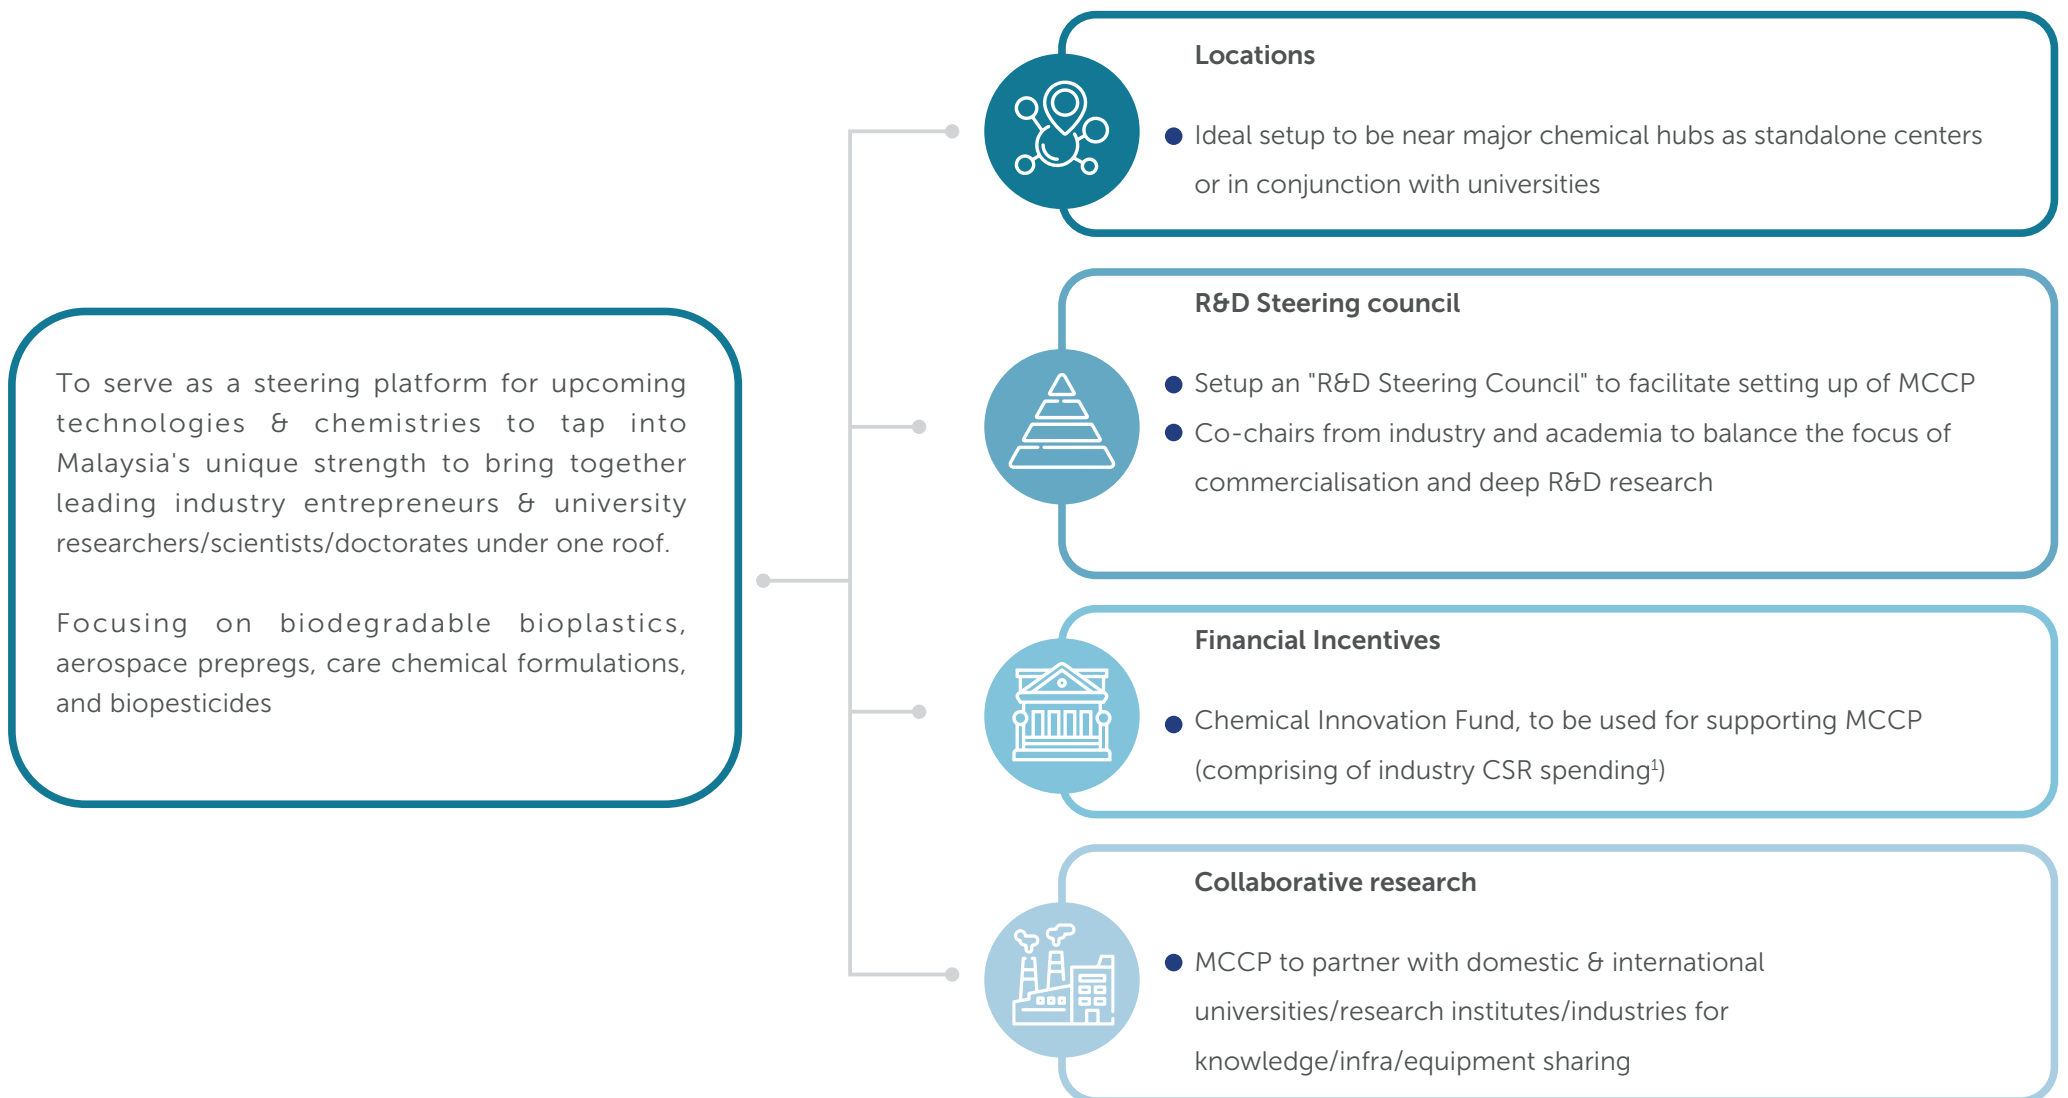 To serve as a steering platform for upcoming
technologies & chemistries to tap into
Malaysia's unique strength to bring together
leading industry entrepreneurs & university
researchers/scientists/doctorates under one roof.
Focusing on biodegradable bioplastics,
aerospace prepregs, care chemical formulations,
and biopesticides
Locations
Ideal setup to be near major chemical hubs as standalone centers
or in conjunction with universities
R&D Steering council
Setup an "R&D Steering Council" to facilitate setting up of MCCP
Co-chairs from industry and academia to balance the focus of
commercialisation and deep R&D research
Financial Incentives
Chemical Innovation Fund, to be used for supporting MCCP
(comprising of industry CSR spending¹)
Collaborative research
MCCP to partner with domestic & international
universities/research institutes/industries for
knowledge/infra/equipment sharing